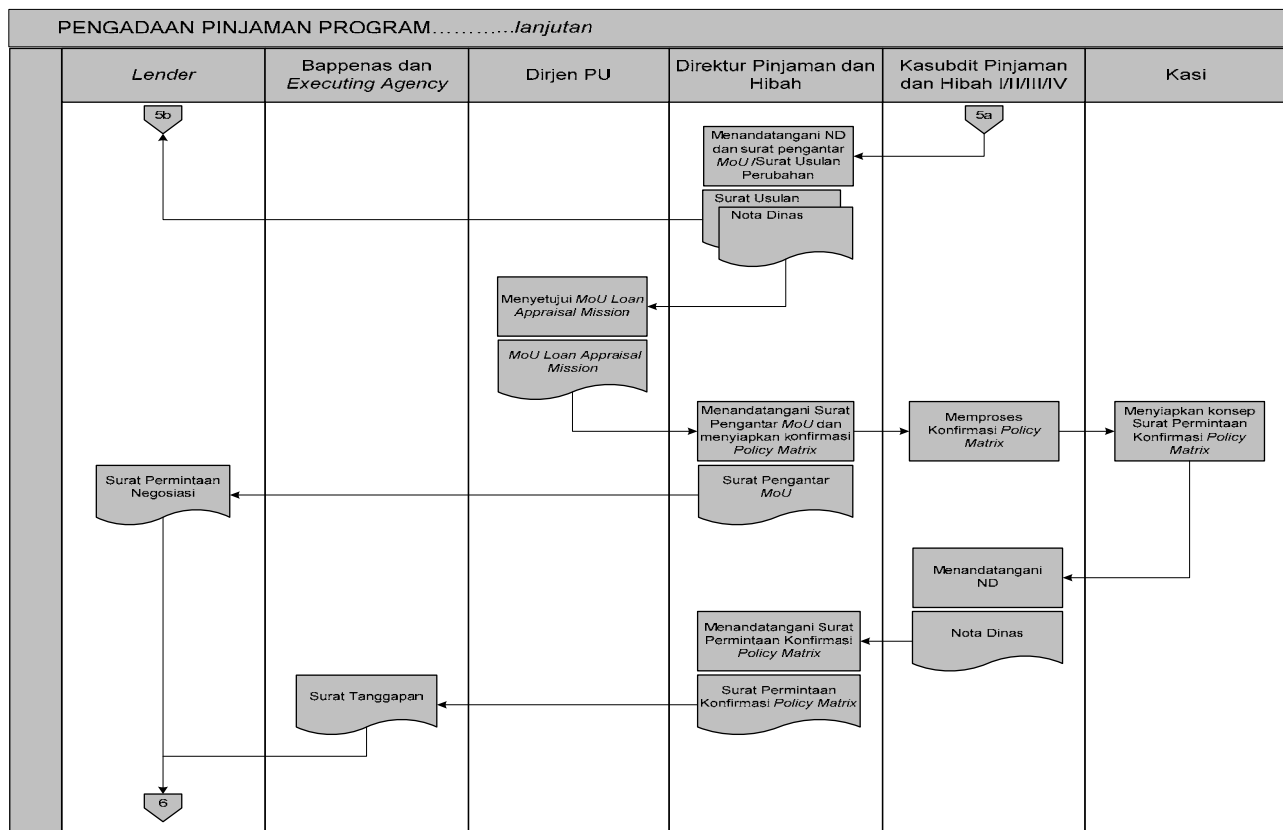 PENGADAAN PINJAMAN PROGRAM…………lanjutan
Lender
Bappenas dan
Executing Agency
Dirjen PU
Direktur Pinjaman dan
Hibah
Kasubdit Pinjaman
dan Hibah I/II/III/IV
Kasi
5b
5a
Menandatangani ND
dan surat pengantar
MoU /Surat Usulan
Perubahan
Surat Usulan
Nota Dinas
Menyetujui MoU Loan
Appraisal Mission
MoU Loan Appraisal
Mission
Menandatangani Surat
Pengantar MoU dan
menyiapkan konfirmasi
Policy Matrix
Memproses
Konfirmasi Policy
Matrix
Menyiapkan konsep
Surat Permintaan
Konfirmasi Policy
Matrix
Surat Permintaan
Negosiasi
Surat Pengantar
MoU
Menandatangani
ND
Menandatangani Surat
Permintaan Konfirmasi
Policy Matrix
Nota Dinas
Surat Tanggapan
Surat Permintaan
Konfirmasi Policy Matrix
6